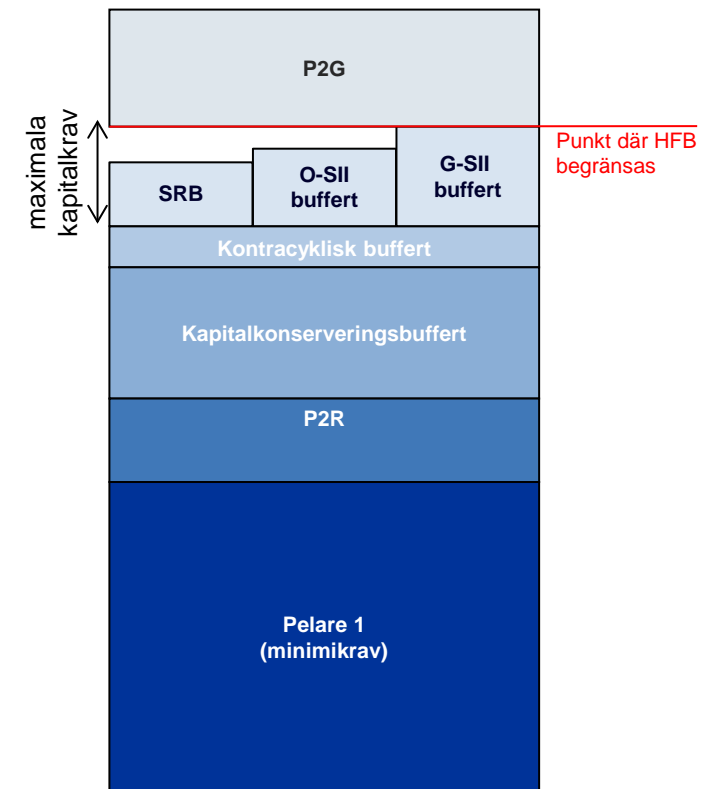 P2G
maximala
kapitalkrav
Punkt där HFB
begränsas
SRB
O-SII
buffert
G-SII
buffert
Kontracyklisk buffert
Kapitalkonserveringsbuffert
P2R
Pelare 1
(minimikrav)